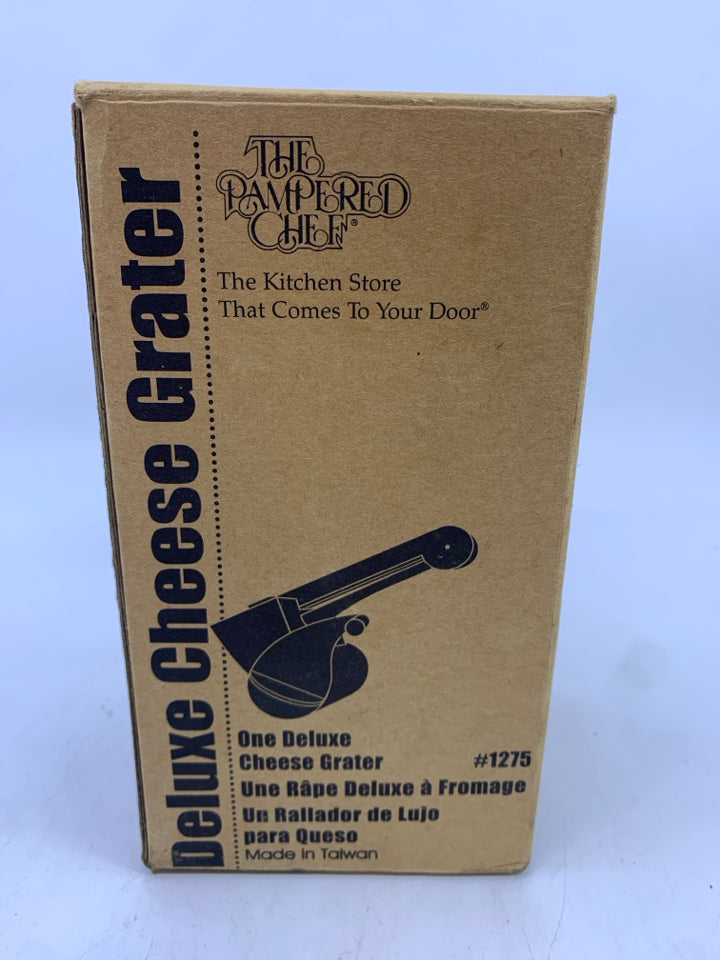 Deluxe Cheese Grater
THE
PAMPERED
CHEF®
The Kitchen Store
That Comes To Your Door®
One Deluxe
Cheese Grater #1275
Une Râpe Deluxe à Fromage
Un Rallador de Lujo
para Queso
Made In Taiwan